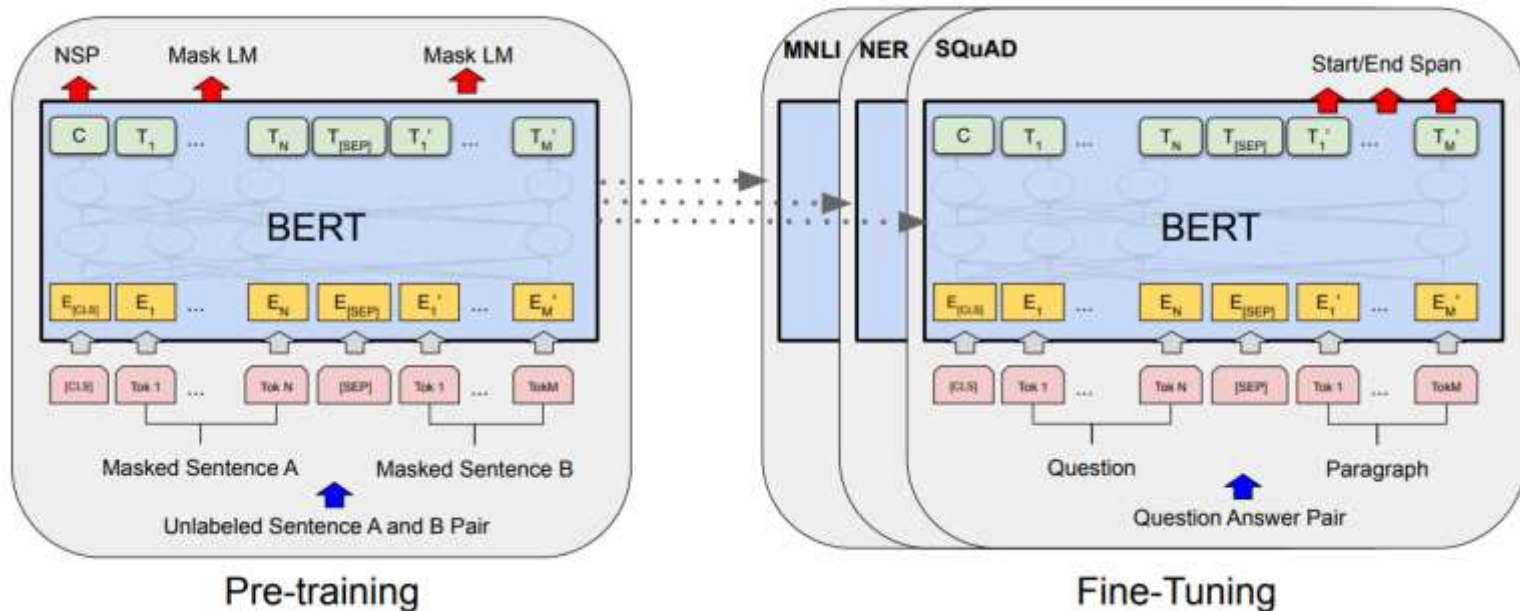 NSP Mask LM Mask LM
C T1 ... TN T[SEP] T1' ... TM'
BERT
E[CLS] E1 ... EN E[SEP] E1' ... EM'
[CLS] Tok 1 ... Tok N [SEP] Tok 1 ... TokM
Masked Sentence A Masked Sentence B
Unlabeled Sentence A and B Pair
Pre-training
MNLI NER SQuAD
Start/End Span
C T1 ... TN T[SEP] T1' ... TM'
BERT
E[CLS] E1 ... EN E[SEP] E1' ... EM'
[CLS] Tok 1 ... Tok N [SEP] Tok 1 ... TokM
Question Paragraph
Question Answer Pair
Fine-Tuning